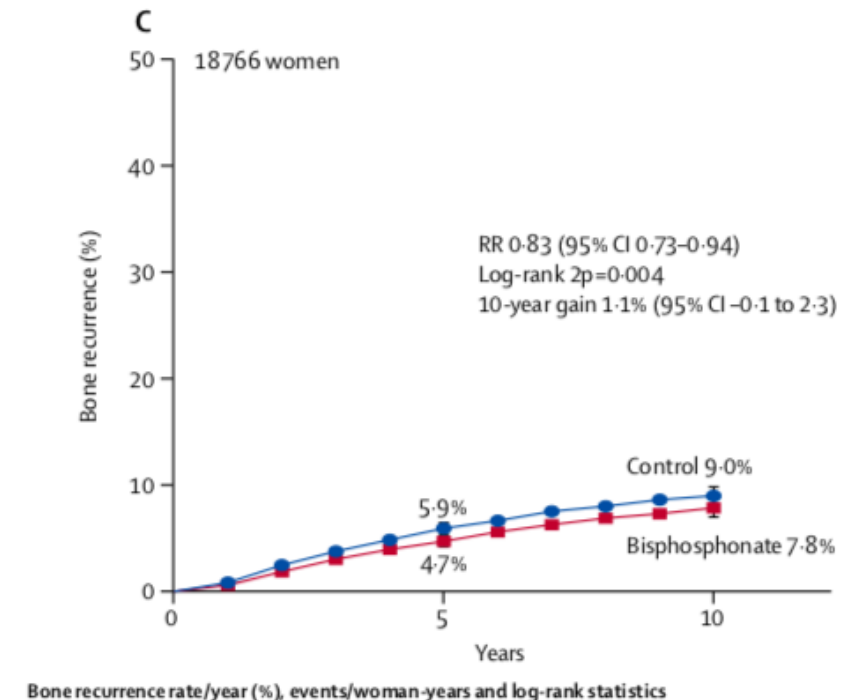 C
50
18766 women
40
30
20
10
0
Bone recurrence (%)
RR 0·83 (95% CI 0·73–0·94)
Log-rank 2p=0·004
10-year gain 1·1% (95% CI –0·1 to 2·3)
Control 9·0%
5·9%
4·7%
Bisphosphonate 7·8%
0
5
10
Years
Bone recurrence rate/year (%), events/woman-years and log-rank statistics